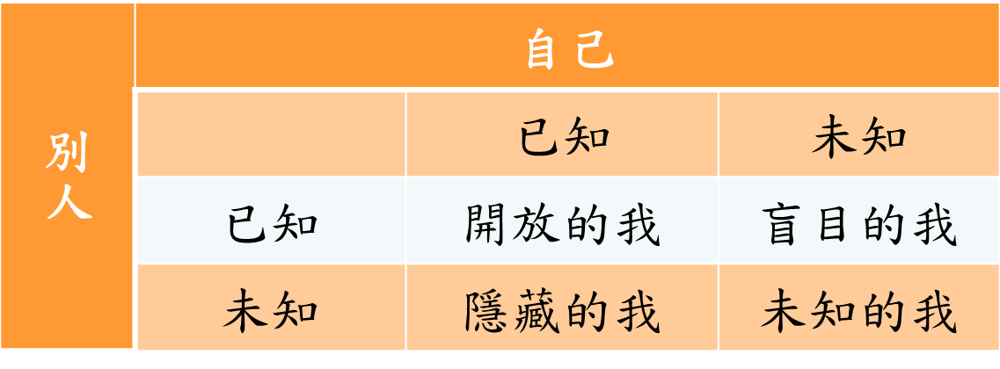 自己
別人
已知 未知
已知 開放的我 盲目的我
未知 隱藏的我 未知的我